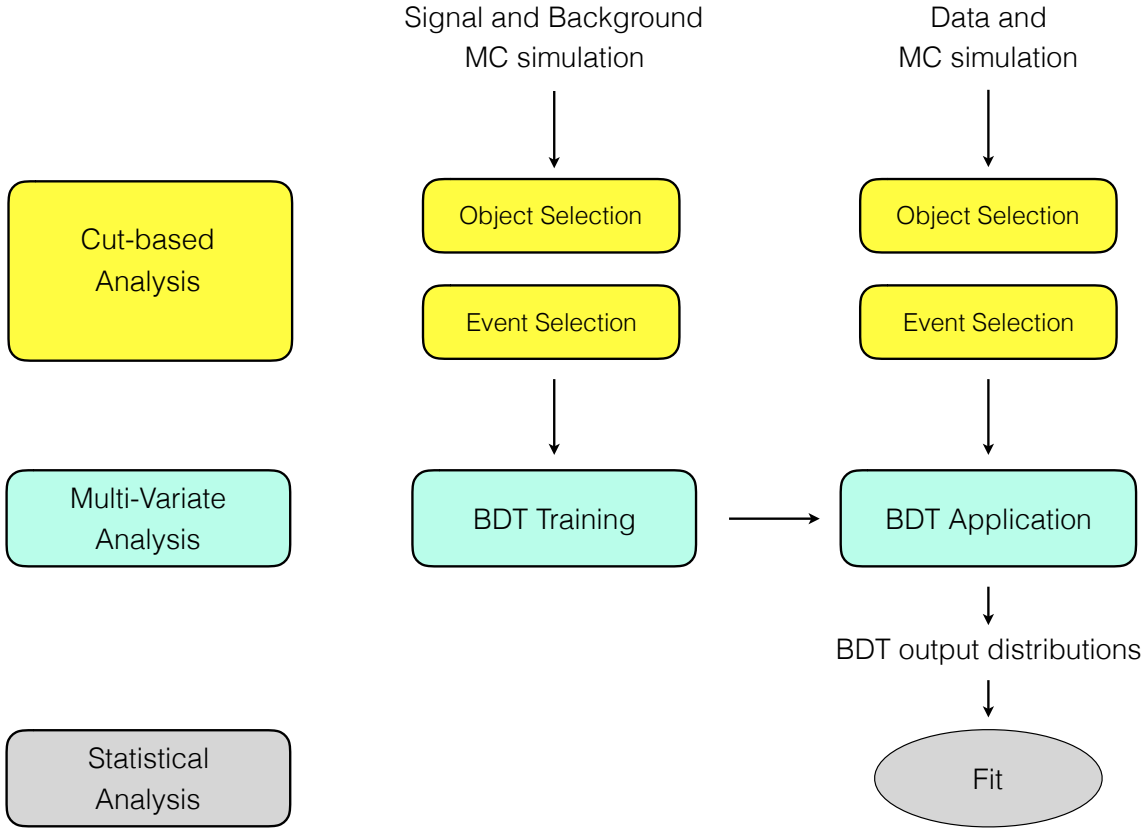 Signal and Background
MC simulation
Data and
MC simulation
Cut-based
Analysis
Object Selection
Object Selection
Event Selection
Event Selection
Multi-Variate
Analysis
BDT Training
BDT Application
BDT output distributions
Statistical
Analysis
Fit